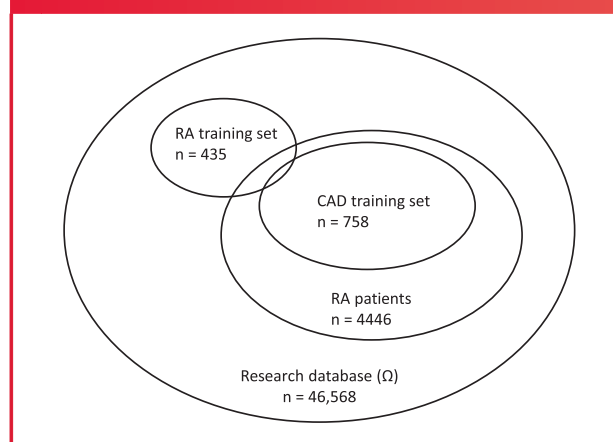 RA training set
n = 435
CAD training set
n = 758
RA patients
n = 4446
Research database (Ω)
n = 46,568